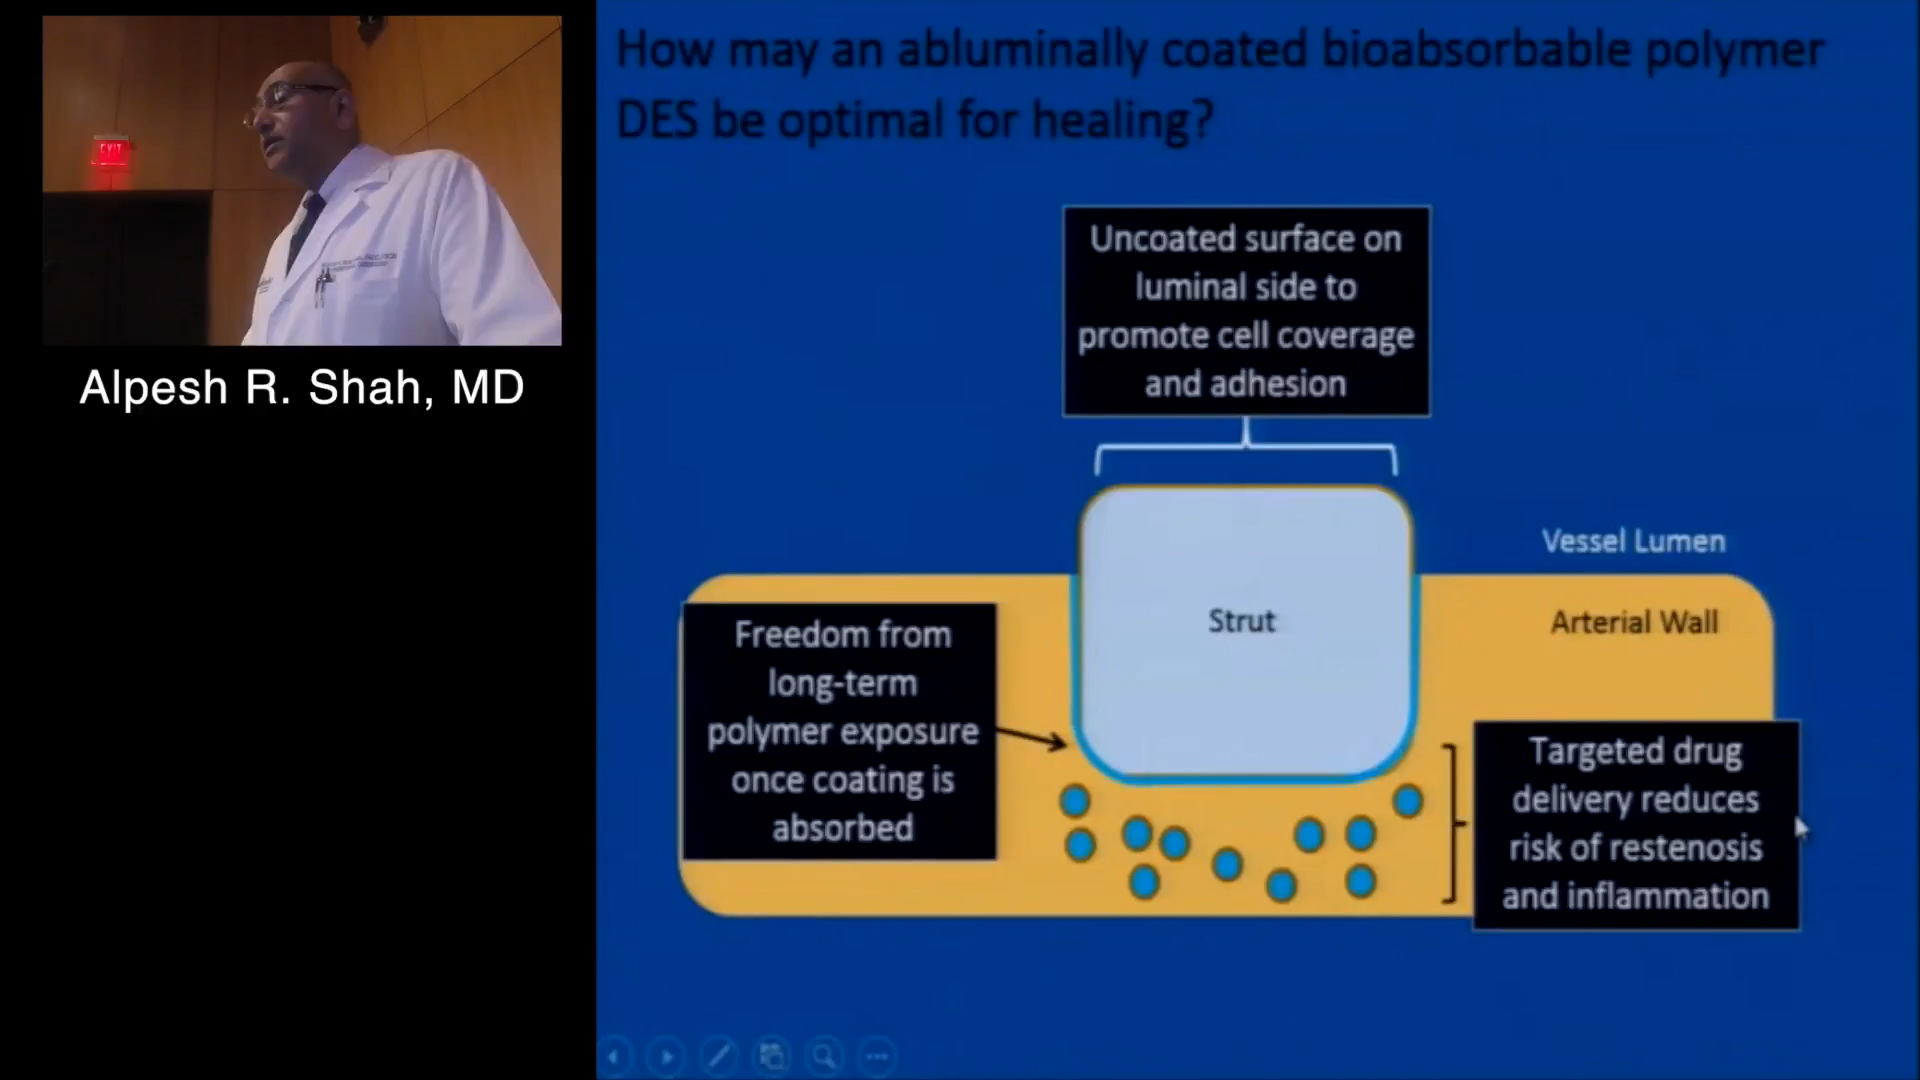 EXIT
Alpesh R. Shah, MD
How may an abluminally coated bioabsorbable polymer
DES be optimal for healing?
Uncoated surface on
luminal side to
promote cell coverage
and adhesion
Vessel Lumen
Strut
Arterial Wall
Freedom from
long-term
polymer exposure
once coating is
absorbed
Targeted drug
delivery reduces
risk of restenosis
and inflammation